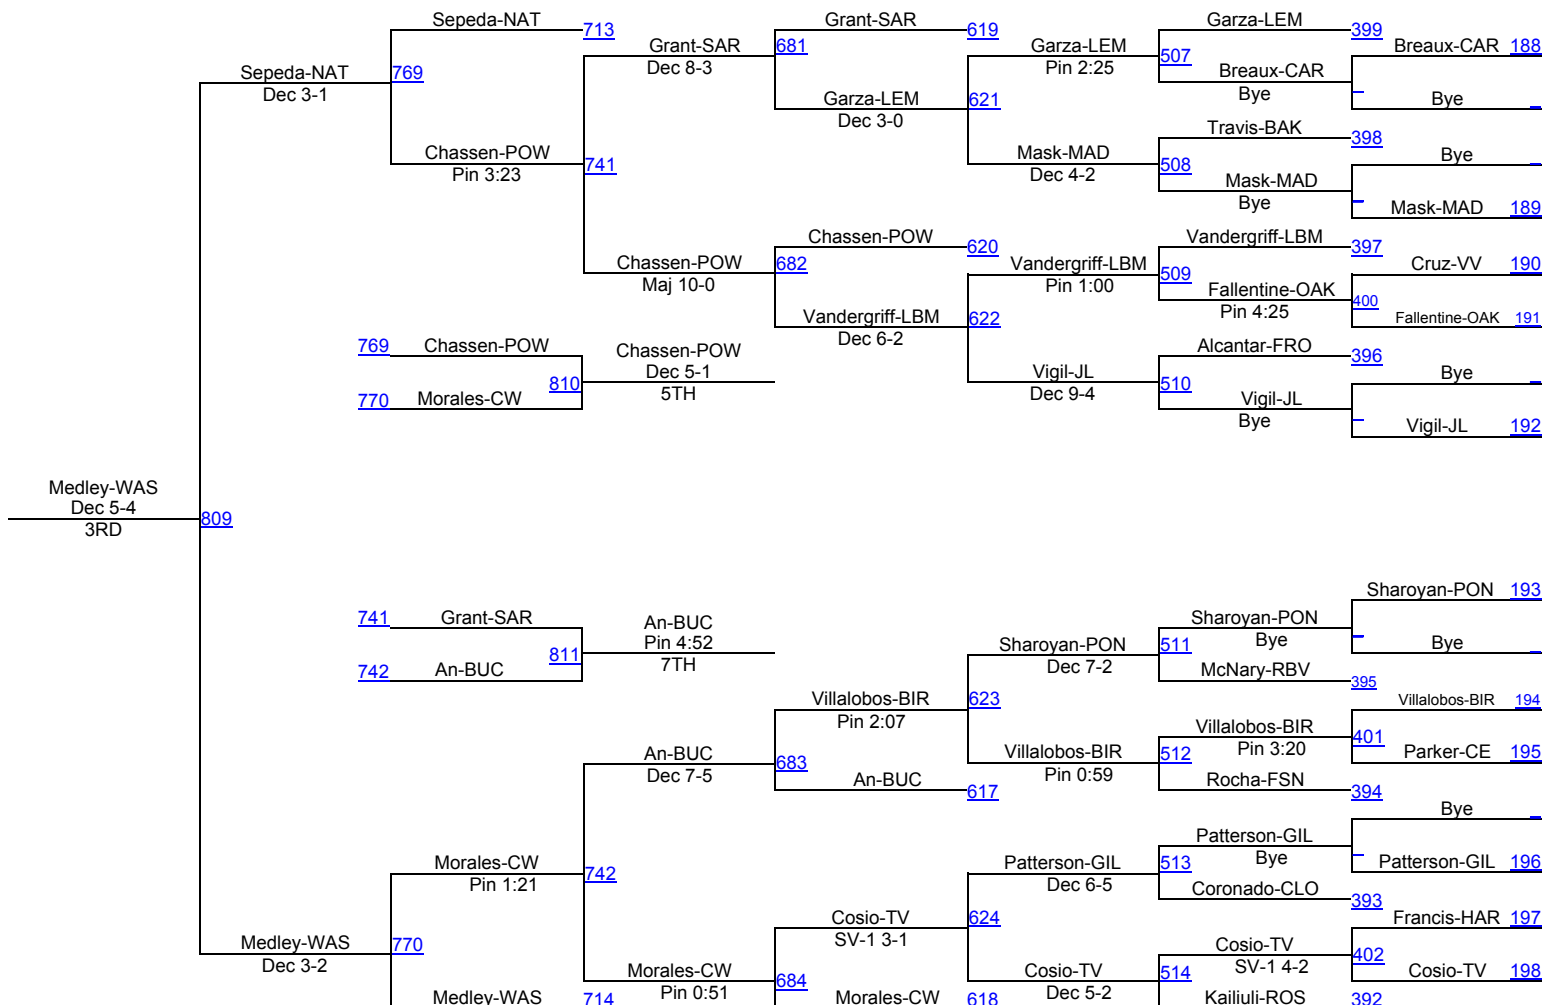 Sepeda-NAT 713 Grant-SAR 619 Garza-LEM 399
Grant-SAR 681 Garza-LEM Breaux-CAR 188
Sepeda-NAT 769 Dec 8-3 Pin 2:25 507
Dec 3-1 Garza-LEM 621 Breaux-CAR
Dec 3-0 Bye Bye
Travis-BAK 398
Chassen-POW 741 Mask-MAD Bye
Pin 3:23 Dec 4-2 508 Mask-MAD
Bye Mask-MAD 189
Chassen-POW 620 Vandergriff-LBM 397
Chassen-POW 682 Vandergriff-LBM 509 Cruz-VV 190
Maj 10-0 Pin 1:00 Fallentine-OAK 400
Vandergriff-LBM 622 Pin 4:25 Fallentine-OAK 191
Dec 6-2
769 Chassen-POW Chassen-POW Alcantar-FRO 396
Dec 5-1 Vigil-JL 510 Bye
810 5TH Dec 9-4
770 Morales-CW Vigil-JL
Bye Vigil-JL 192
Medley-WAS
Dec 5-4
3RD 809
Sharoyan-PON 193
741 Grant-SAR An-BUC Sharoyan-PON
Pin 4:52 Sharoyan-PON 511 Bye Bye
811 7TH Dec 7-2
742 An-BUC McNary-RBV 395
Villalobos-BIR 623 Villalobos-BIR 194
Pin 2:07 Villalobos-BIR 401
An-BUC 683 Villalobos-BIR 512 Pin 3:20 Parker-CE 195
Dec 7-5 Pin 0:59
An-BUC 617 Rocha-FSN 394
Bye
Patterson-GIL
Morales-CW 742 Patterson-GIL 513 Bye Patterson-GIL 196
Pin 1:21 Dec 6-5
Coronado-CLO 393
Cosio-TV 624 Francis-HAR 197
Medley-WAS 770 SV-1 3-1 Cosio-TV 402
Dec 3-2 SV-1 4-2
Morales-CW 684 Cosio-TV 514 Cosio-TV 198
Medley-WAS 714 Pin 0:51 Morales-CW 618 Dec 5-2 Kailiuli-ROS 392